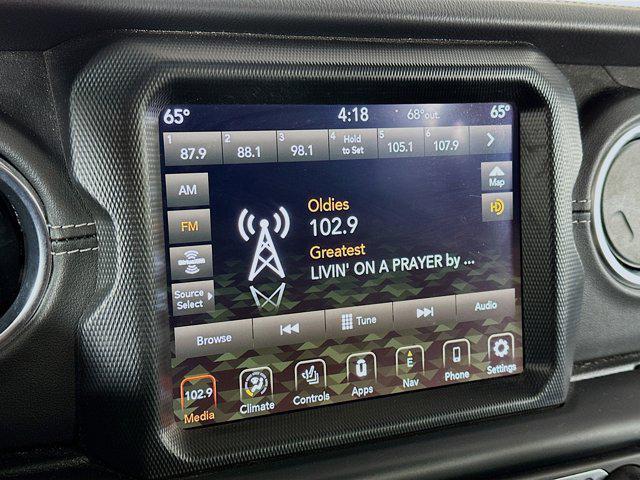 65° 4:18 68°out. 65°
1 87.9 2 88.1 3 98.1 4 Hold to Set 5 105.1 6 107.9
AM
Map
FM
HD
Oldies
102.9
Greatest
LIVIN' ON A PRAYER by ...
Source Select
Browse Tune Audio
102.9 E
Media Climate Controls Apps Nav Phone Settings